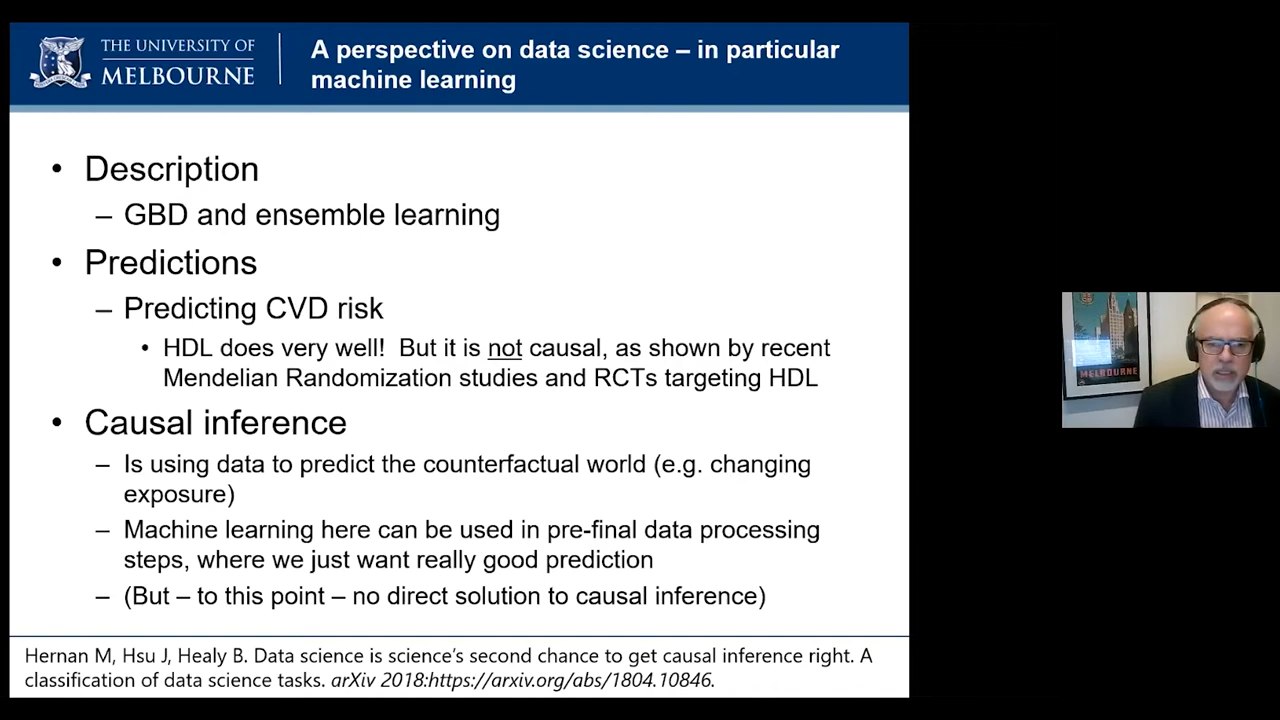 THE UNIVERSITY OF
MELBOURNE
A perspective on data science – in particular
machine learning
• Description
– GBD and ensemble learning
• Predictions
– Predicting CVD risk
• HDL does very well!  But it is not causal, as shown by recent
Mendelian Randomization studies and RCTs targeting HDL
• Causal inference
– Is using data to predict the counterfactual world (e.g. changing
exposure)
– Machine learning here can be used in pre-final data processing
steps, where we just want really good prediction
– (But – to this point – no direct solution to causal inference)
Hernan M, Hsu J, Healy B. Data science is science's second chance to get causal inference right. A
classification of data science tasks. arXiv 2018:https://arxiv.org/abs/1804.10846.
MELBOURNE